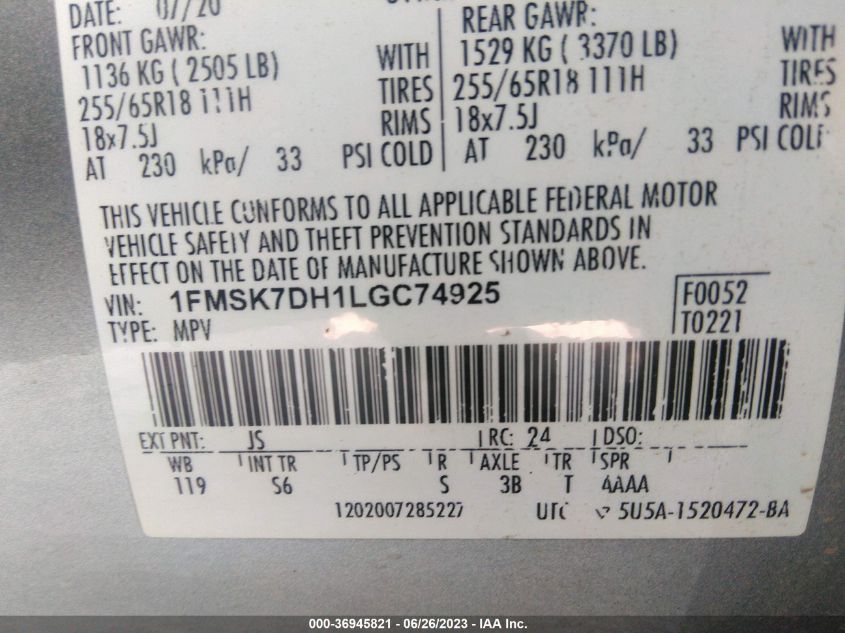 DATE: 07/20
FRONT GAWR:
1136 KG ( 2505 LB) WITH
255/65R18 111H TIRES
18x7.5J RIMS
AT 230 kPa/ 33 PSI COLD
REAR GAWR:
1529 KG ( 3370 LB) WITH
255/65R18 111H TIRES
18x7.5J RIMS
AT 230 kPa/ 33 PSI COLD
THIS VEHICLE CONFORMS TO ALL APPLICABLE FEDERAL MOTOR
VEHICLE SAFETY AND THEFT PREVENTION STANDARDS IN
EFFECT ON THE DATE OF MANUFACTURE SHOWN ABOVE.
VIN: 1FMSK7DH1LGC74925
F0052
TYPE: MPV
T0221
EXT PNT: JS RC: 24 DSO:
WB INT TR TP/PS R AXLE TR SPR
119 S6 S 3B T 4AAA
1202007285227 5U5A-1520472-BA
000-36945821 - 06/26/2023 - IAA Inc.